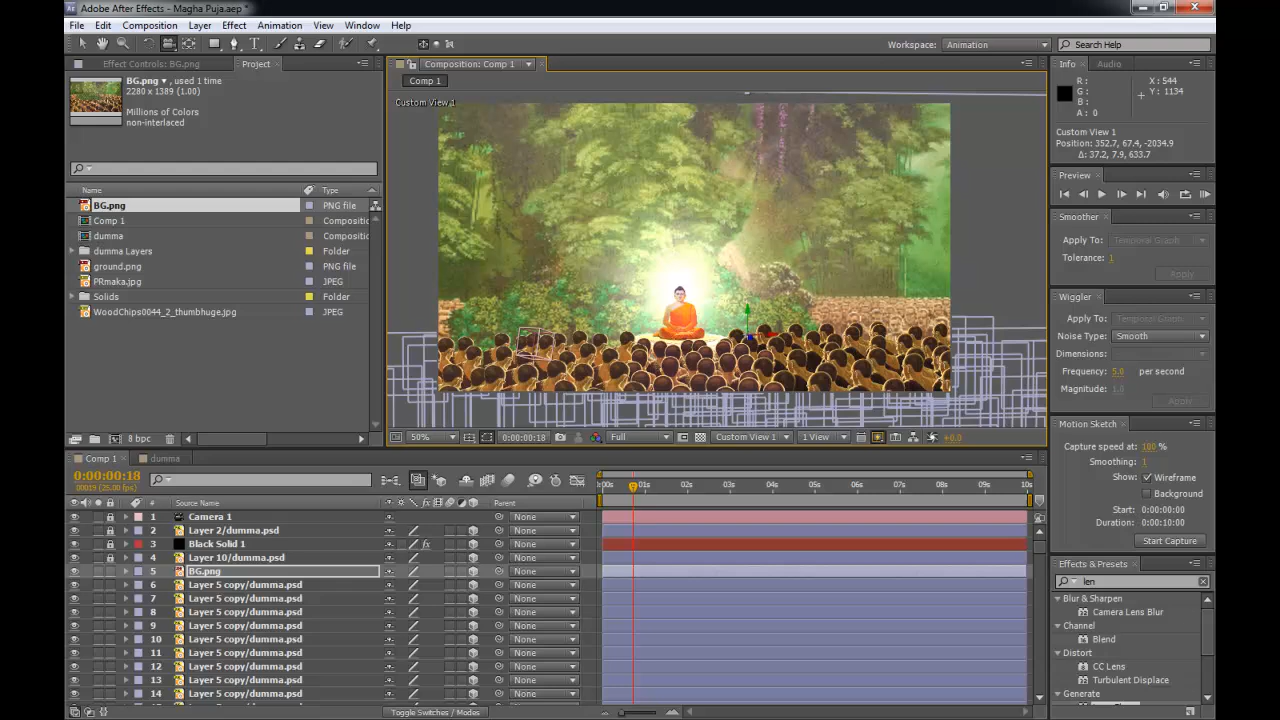 Adobe After Effects - Magha Puja.aep *
File Edit Composition Layer Effect Animation View Window Help
Workspace: Animation Search Help
Effect Controls: BG.png Project
BG.png ▾, used 1 time
2280 x 1389 (1.00)
Millions of Colors
non-interlaced
Name Type
BG.png PNG file
Comp 1 Compositio
dumma Compositio
dumma Layers Folder
ground.png PNG file
PRmaka.jpg JPEG
Solids Folder
WoodChips0044_2_thumbhuge.jpg JPEG
8 bpc
Composition: Comp 1
Comp 1
Custom View 1
50% 0:00:00:18 Full Custom View 1 1 View +0.0
Info Audio
R : X : 544
G : Y : 1134
B :
A : 0
Custom View 1
Position: 352.7, 67.4, -2034.9
Δ: 37.2, 7.9, 633.7
Preview
Smoother
Apply To: Temporal Graph
Tolerance: 1
Apply
Wiggler
Apply To: Temporal Graph
Noise Type: Smooth
Dimensions:
Frequency: 5.0 per second
Magnitude: 1.0
Apply
Motion Sketch
Capture speed at: 100 %
Smoothing: 1
Show: Wireframe
Background
Start: 0:00:00:00
Duration: 0:00:10:00
Start Capture
Effects & Presets
len
Blur & Sharpen
Camera Lens Blur
Channel
Blend
Distort
CC Lens
Turbulent Displace
Generate
Comp 1 dumma
0:00:00:18
00019 (25.00 fps)
:00s 01s 02s 03s 04s 05s 06s 07s 08s 09s 10s
# Source Name fx Parent
1 Camera 1 None
2 Layer 2/dumma.psd None
3 Black Solid 1 fx None
4 Layer 10/dumma.psd None
5 BG.png None
6 Layer 5 copy/dumma.psd None
7 Layer 5 copy/dumma.psd None
8 Layer 5 copy/dumma.psd None
9 Layer 5 copy/dumma.psd None
10 Layer 5 copy/dumma.psd None
11 Layer 5 copy/dumma.psd None
12 Layer 5 copy/dumma.psd None
13 Layer 5 copy/dumma.psd None
14 Layer 5 copy/dumma.psd None
Toggle Switches / Modes